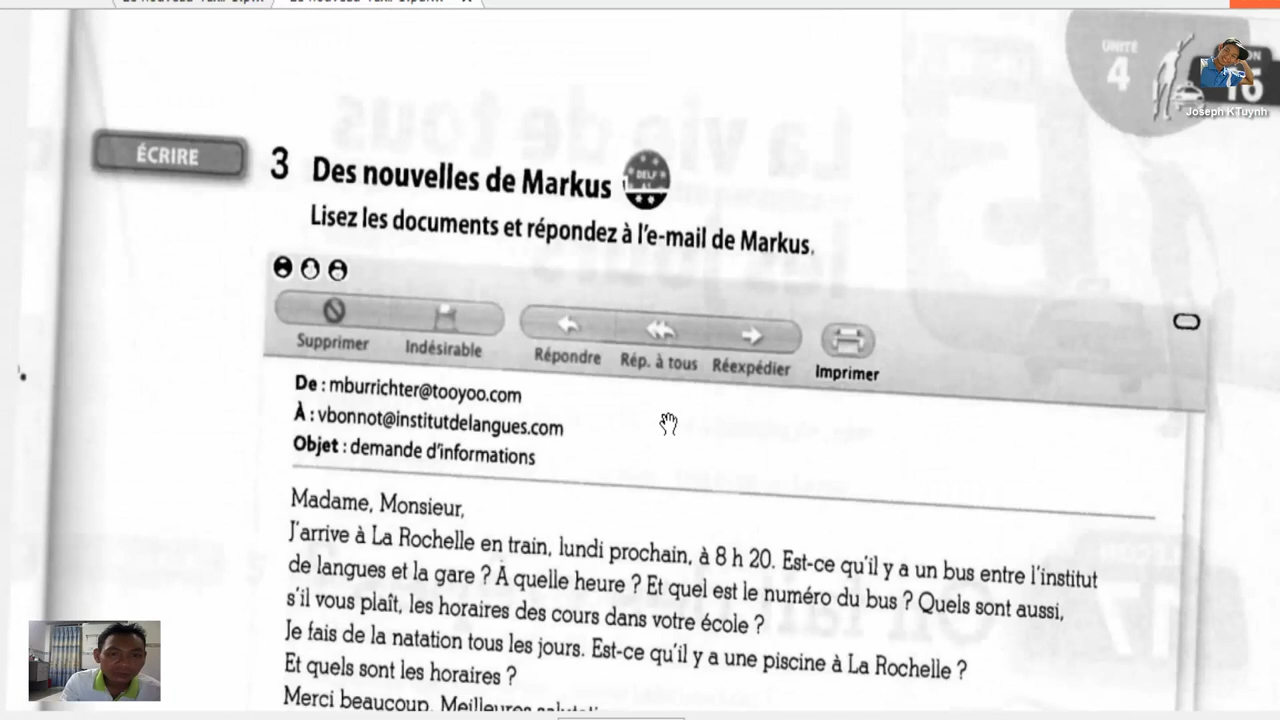 UNITÉ
4
Joseph KTuynh
ÉCRIRE
3 Des nouvelles de Markus
DELF
Lisez les documents et répondez à l'e-mail de Markus.
Supprimer Indésirable Répondre Rép. à tous Réexpédier Imprimer
De : mburrichter@tooyoo.com
À : vbonnot@institutdelangues.com
Objet : demande d'informations
Madame, Monsieur,
J'arrive à La Rochelle en train, lundi prochain, à 8 h 20. Est-ce qu'il y a un bus entre l'institut
de langues et la gare ? À quelle heure ? Et quel est le numéro du bus ? Quels sont aussi,
s'il vous plaît, les horaires des cours dans votre école ?
Je fais de la natation tous les jours. Est-ce qu'il y a une piscine à La Rochelle ?
Et quels sont les horaires ?
Merci beaucoup. Meilleures